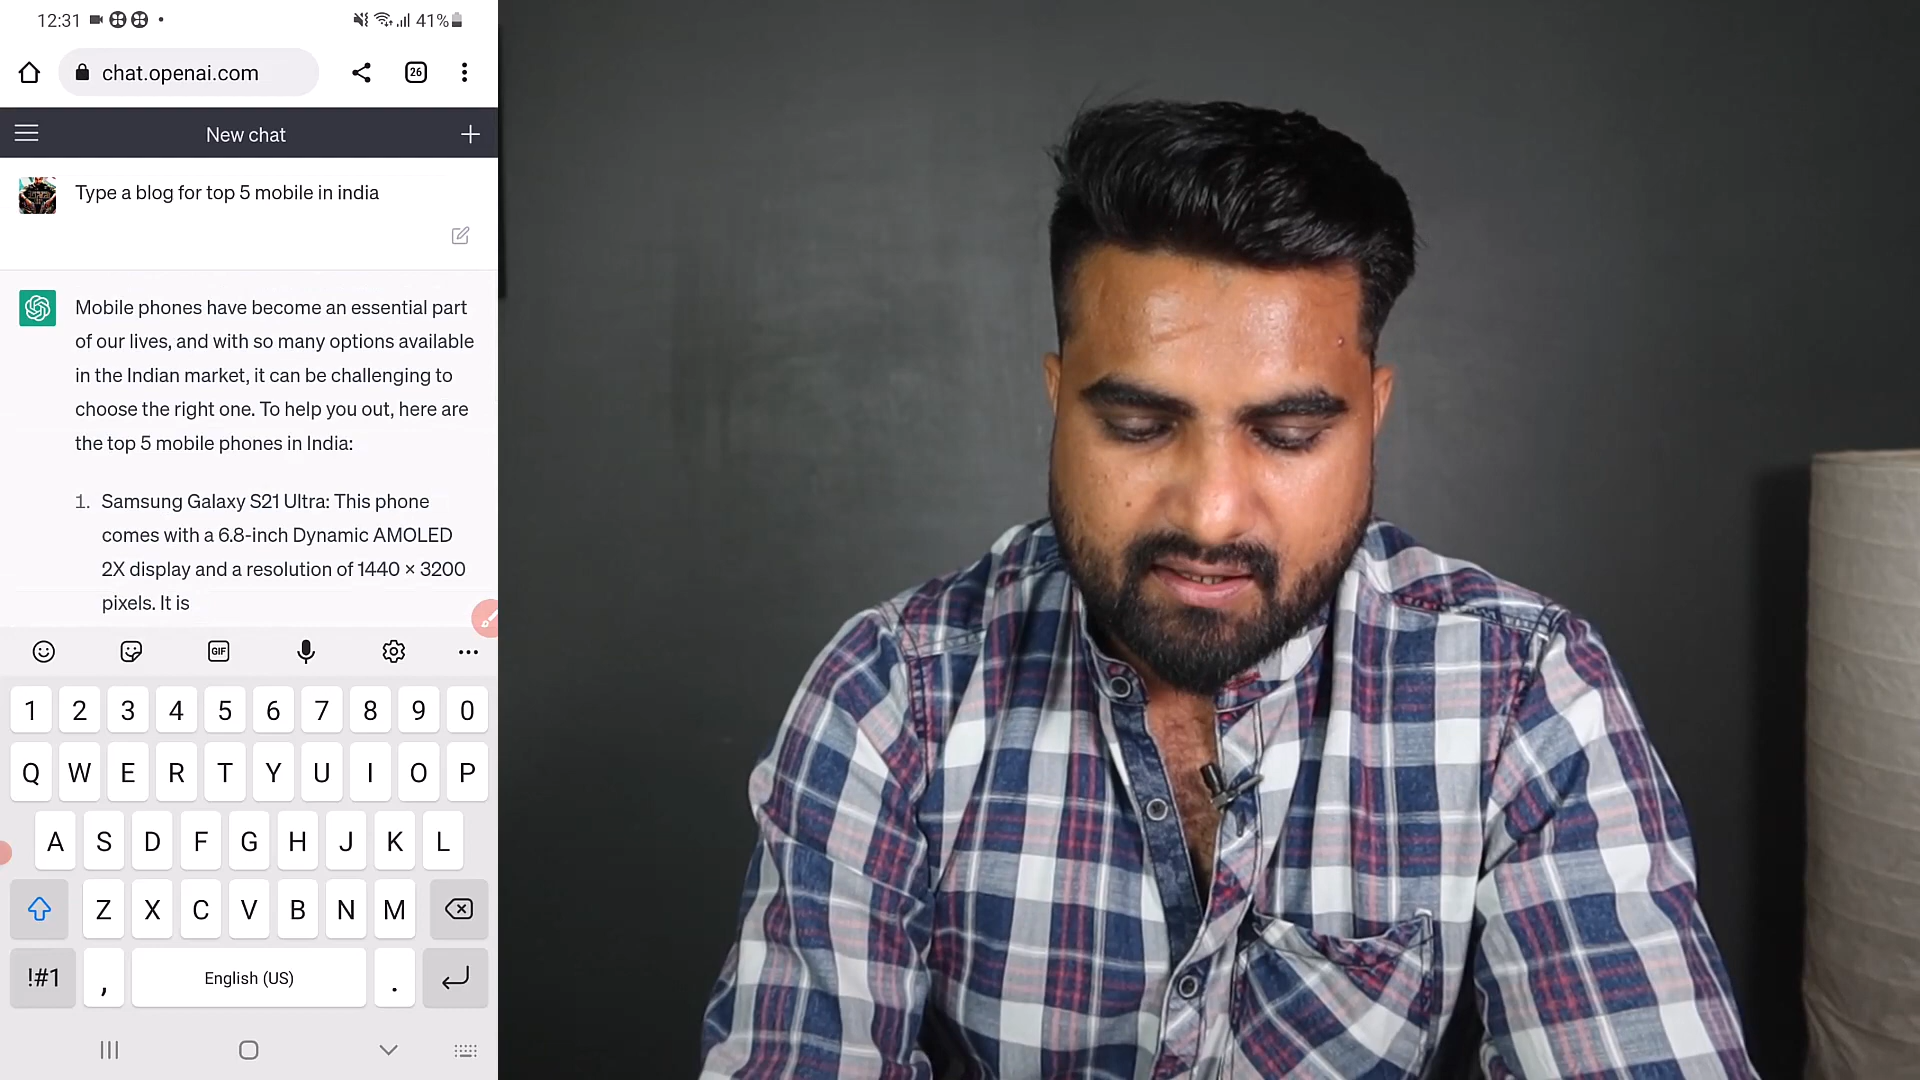 12:31
41%
chat.openai.com
26
New chat
Type a blog for top 5 mobile in india
Mobile phones have become an essential part
of our lives, and with so many options available
in the Indian market, it can be challenging to
choose the right one. To help you out, here are
the top 5 mobile phones in India:
1. Samsung Galaxy S21 Ultra: This phone
comes with a 6.8-inch Dynamic AMOLED
2X display and a resolution of 1440 × 3200
pixels. It is
GIF
1 2 3 4 5 6 7 8 9 0
Q W E R T Y U I O P
A S D F G H J K L
Z X C V B N M
!#1 , English (US) .